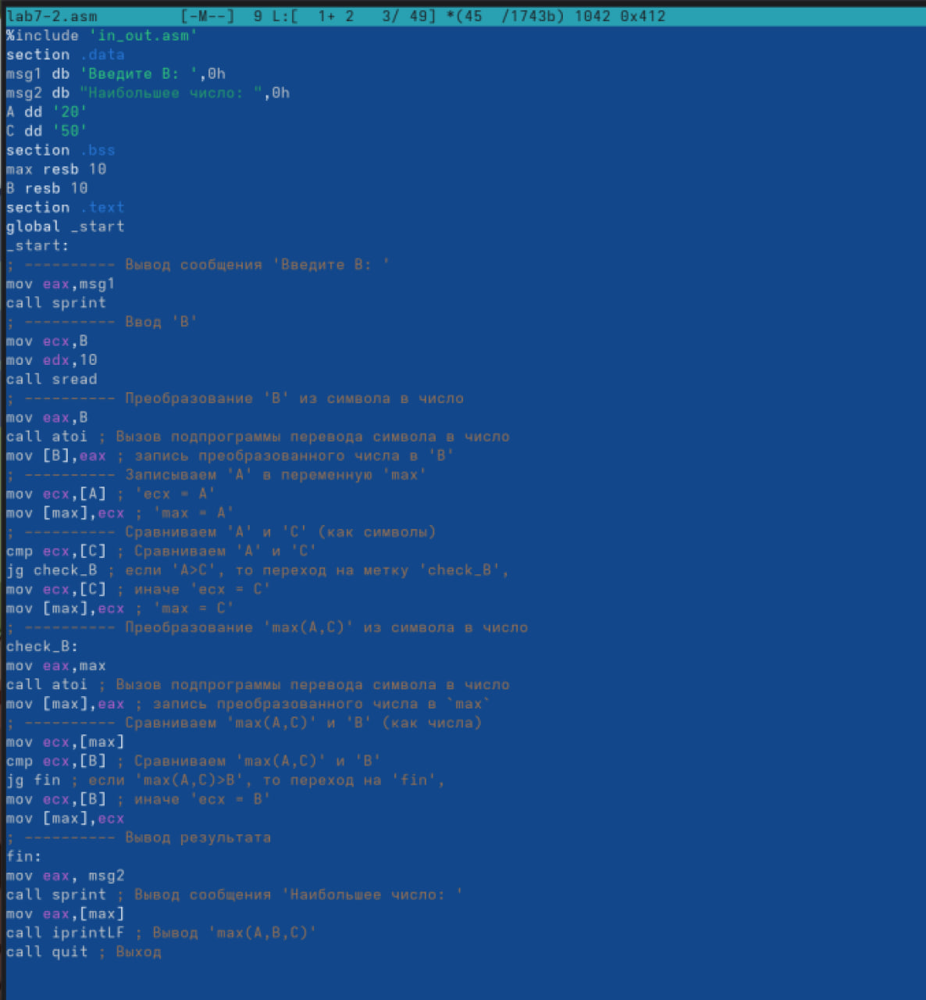 lab7-2.asm [-M--] 9 L:[ 1+ 2 3/ 49] *(45 /1743b) 1042 0x412
%include 'in_out.asm'
section .data
msg1 db 'Введите B: ',0h
msg2 db "Наибольшее число: ",0h
A dd '20'
C dd '50'
section .bss
max resb 10
B resb 10
section .text
global _start
_start:
; ---------- Вывод сообщения 'Введите B: '
mov eax,msg1
call sprint
; ---------- Ввод 'B'
mov ecx,B
mov edx,10
call sread
; ---------- Преобразование 'B' из символа в число
mov eax,B
call atoi ; Вызов подпрограммы перевода символа в число
mov [B],eax ; запись преобразованного числа в 'B'
; ---------- Записываем 'A' в переменную 'max'
mov ecx,[A] ; 'ecx = A'
mov [max],ecx ; 'max = A'
; ---------- Сравниваем 'A' и 'С' (как символы)
cmp ecx,[C] ; Сравниваем 'A' и 'С'
jg check_B ; если 'A>C', то переход на метку 'check_B',
mov ecx,[C] ; иначе 'ecx = C'
mov [max],ecx ; 'max = C'
; ---------- Преобразование 'max(A,C)' из символа в число
check_B:
mov eax,max
call atoi ; Вызов подпрограммы перевода символа в число
mov [max],eax ; запись преобразованного числа в `max`
; ---------- Сравниваем 'max(A,C)' и 'B' (как числа)
mov ecx,[max]
cmp ecx,[B] ; Сравниваем 'max(A,C)' и 'B'
jg fin ; если 'max(A,C)>B', то переход на 'fin',
mov ecx,[B] ; иначе 'ecx = B'
mov [max],ecx
; ---------- Вывод результата
fin:
mov eax, msg2
call sprint ; Вывод сообщения 'Наибольшее число: '
mov eax,[max]
call iprintLF ; Вывод 'max(A,B,C)'
call quit ; Выход